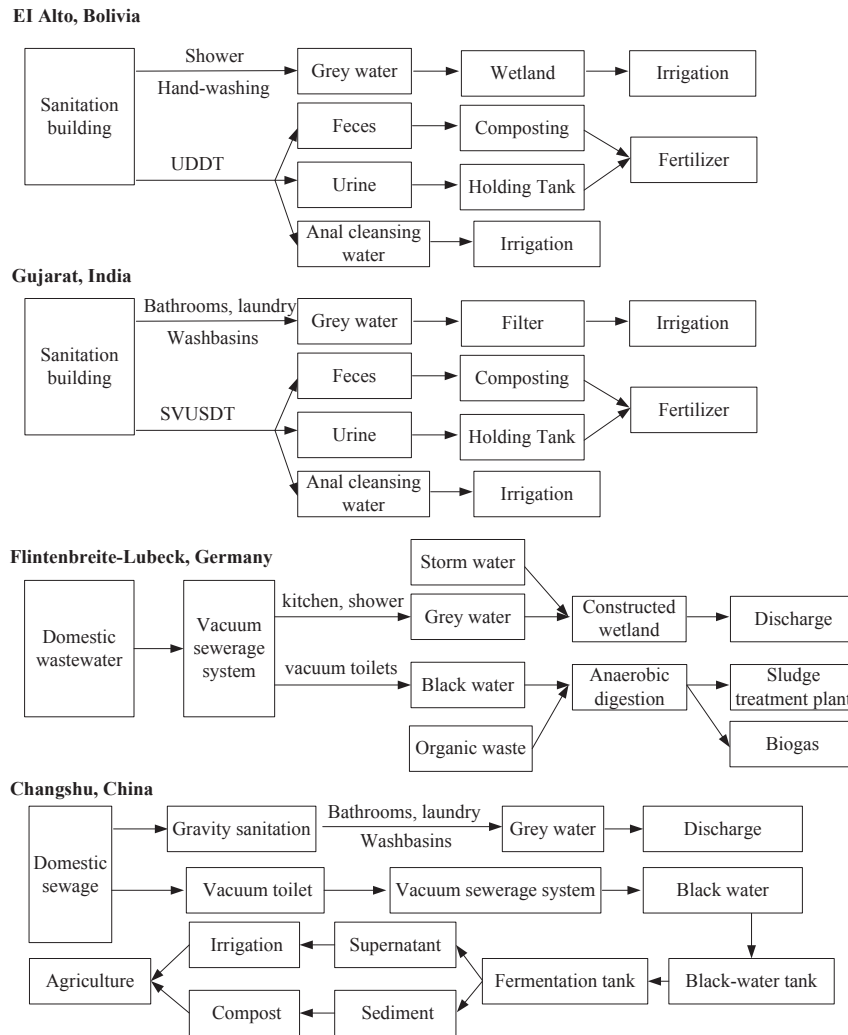 EI Alto, Bolivia
Shower
Hand-washing
Sanitation
building
Grey water
Wetland
Irrigation
Feces
Composting
UDDT
Fertilizer
Urine
Holding Tank
Anal cleansing
water
Irrigation
Gujarat, India
Bathrooms, laundry
Washbasins
Sanitation
building
Grey water
Filter
Irrigation
Feces
Composting
SVUSDT
Fertilizer
Urine
Holding Tank
Anal cleansing
water
Irrigation
Flintenbreite-Lubeck, Germany
Storm water
Domestic
wastewater
Vacuum
sewerage
system
kitchen, shower
Grey water
Constructed
wetland
Discharge
vacuum toilets
Black water
Anaerobic
digestion
Sludge
treatment plant
Organic waste
Biogas
Changshu, China
Domestic
sewage
Gravity sanitation
Bathrooms, laundry
Washbasins
Grey water
Discharge
Vacuum toilet
Vacuum sewerage system
Black water
Irrigation
Supernatant
Agriculture
Fermentation tank
Black-water tank
Compost
Sediment